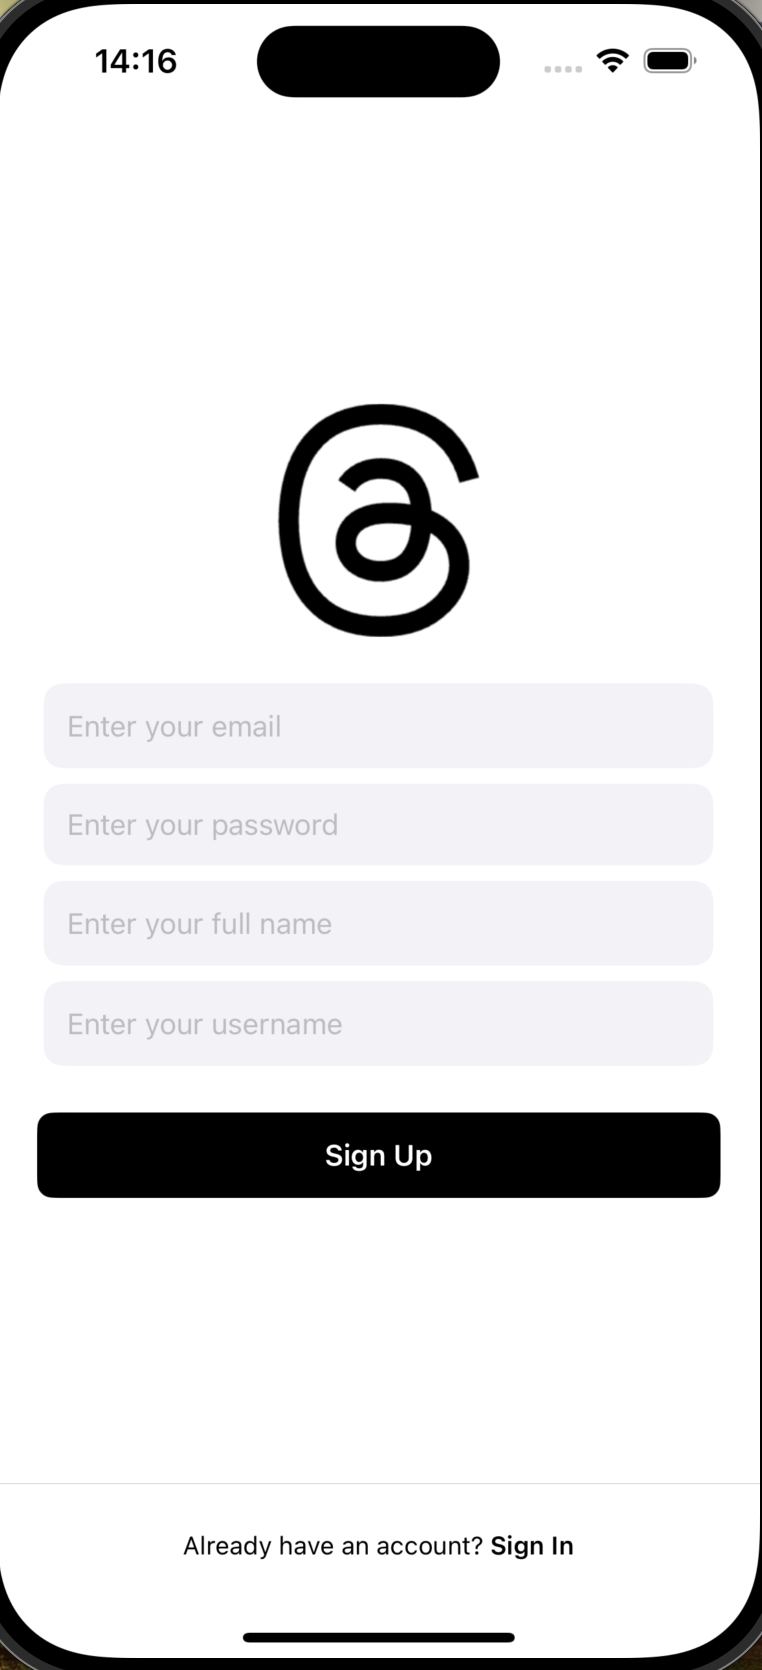 14:16
Enter your email
Enter your password
Enter your full name
Enter your username
Sign Up
Already have an account? Sign In